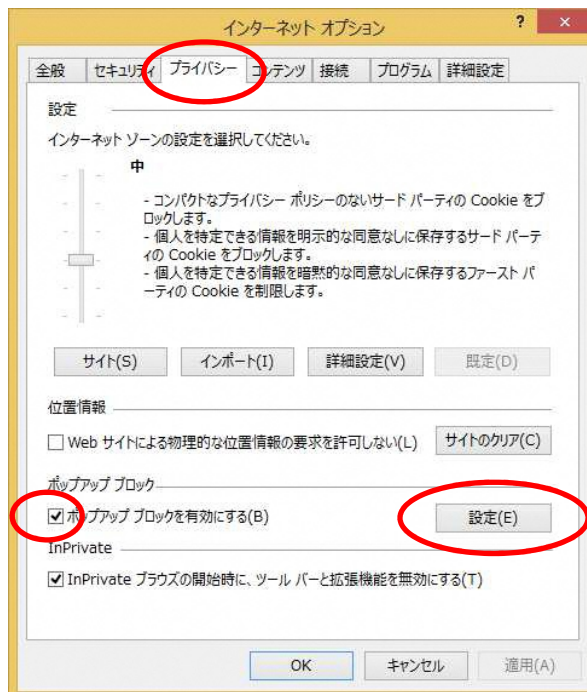 インターネット オプション ? ×
全般 セキュリティ プライバシー コンテンツ 接続 プログラム 詳細設定
設定
インターネット ゾーンの設定を選択してください。
中
- コンパクトなプライバシー ポリシーのないサード パーティの Cookie をブ
ロックします。
- 個人を特定できる情報を明示的な同意なしに保存するサード パーテ
ィの Cookie をブロックします。
- 個人を特定できる情報を暗黙的な同意なしに保存するファースト パ
ーティの Cookie を制限します。
サイト(S) インポート(I) 詳細設定(V) 既定(D)
位置情報
Web サイトによる物理的な位置情報の要求を許可しない(L) サイトのクリア(C)
ポップアップ ブロック
ポップアップ ブロックを有効にする(B) 設定(E)
InPrivate
InPrivate ブラウズの開始時に、ツール バーと拡張機能を無効にする(T)
OK キャンセル 適用(A)